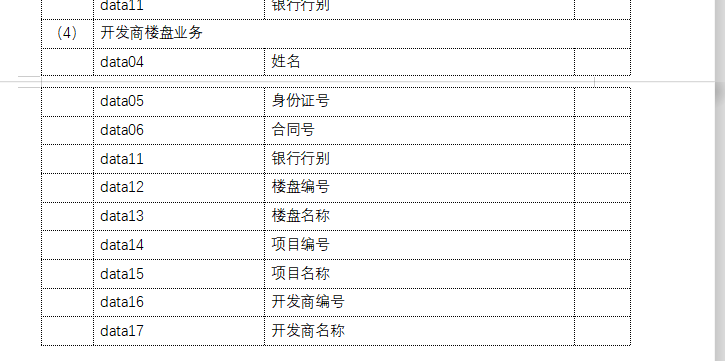 data11 银行行别
（4） 开发商楼盘业务
data04 姓名
data05 身份证号
data06 合同号
data11 银行行别
data12 楼盘编号
data13 楼盘名称
data14 项目编号
data15 项目名称
data16 开发商编号
data17 开发商名称